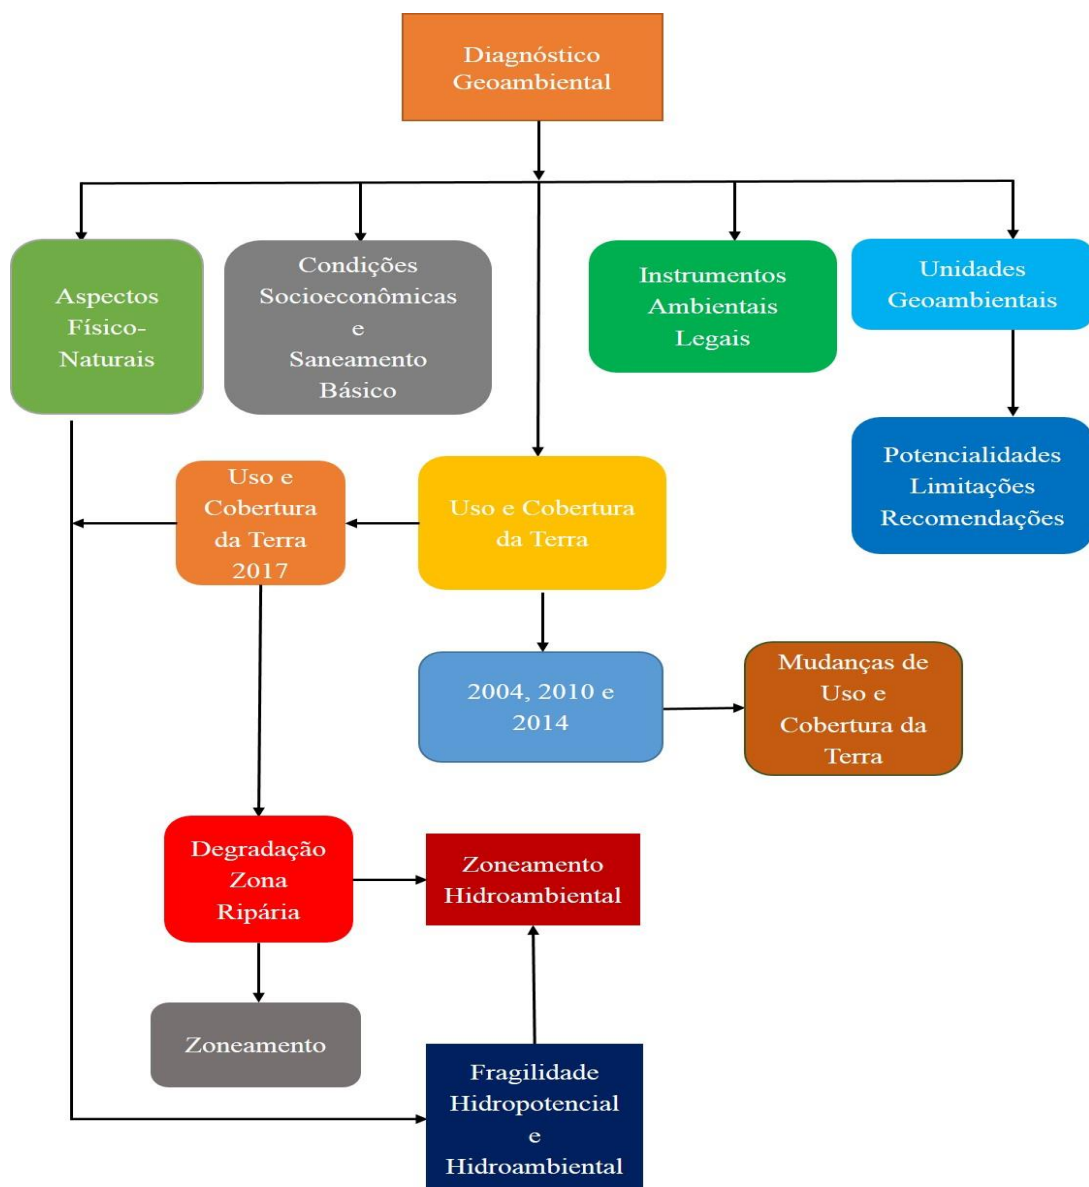 Diagnóstico
Geoambiental
Aspectos
Físico-
Naturais
Condições
Socioeconômicas
e
Saneamento
Básico
Instrumentos
Ambientais
Legais
Unidades
Geoambientais
Potencialidades
Limitações
Recomendações
Uso e
Cobertura
da Terra
2017
Uso e Cobertura
da Terra
2004, 2010 e
2014
Mudanças de
Uso e
Cobertura da
Terra
Degradação
Zona
Ripária
Zoneamento
Hidroambiental
Zoneamento
Fragilidade
Hidropotencial
e
Hidroambiental